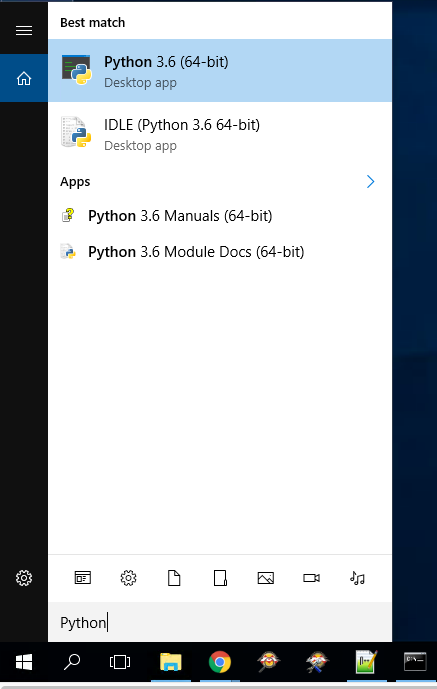 Best match
Python 3.6 (64-bit)
Desktop app
IDLE (Python 3.6 64-bit)
Desktop app
Apps
Python 3.6 Manuals (64-bit)
Python 3.6 Module Docs (64-bit)
Python